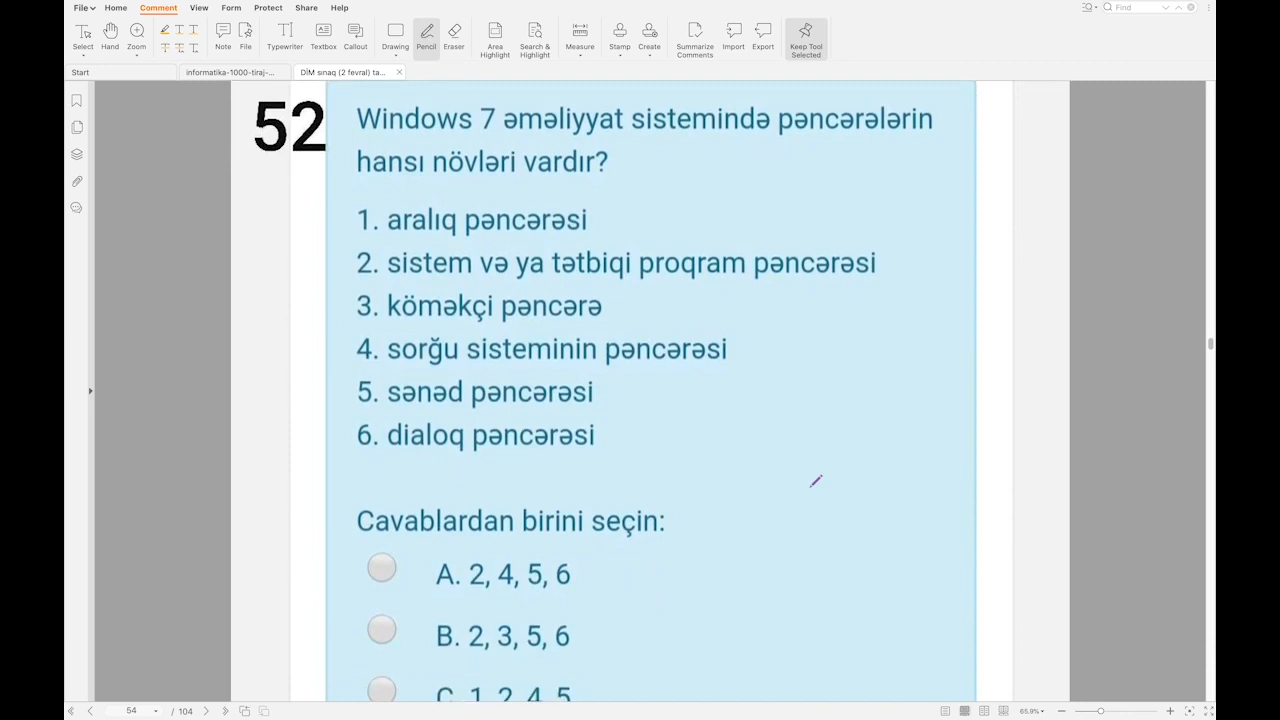 File Home Comment View Form Protect Share Help Find
Select Hand Zoom Note File Typewriter Textbox Callout Drawing Pencil Eraser Area Highlight Search & Highlight Measure Stamp Create Summarize Comments Import Export Keep Tool Selected
Start informatika-1000-tiraj-... DİM sınaq (2 fevral) ta...
52
Windows 7 əməliyyat sistemində pəncərələrin
hansı növləri vardır?
1. aralıq pəncərəsi
2. sistem və ya tətbiqi proqram pəncərəsi
3. köməkçi pəncərə
4. sorğu sisteminin pəncərəsi
5. sənəd pəncərəsi
6. dialoq pəncərəsi
Cavablardan birini seçin:
A. 2, 4, 5, 6
B. 2, 3, 5, 6
C. 1, 2, 4, 5
54 / 104 65.9%